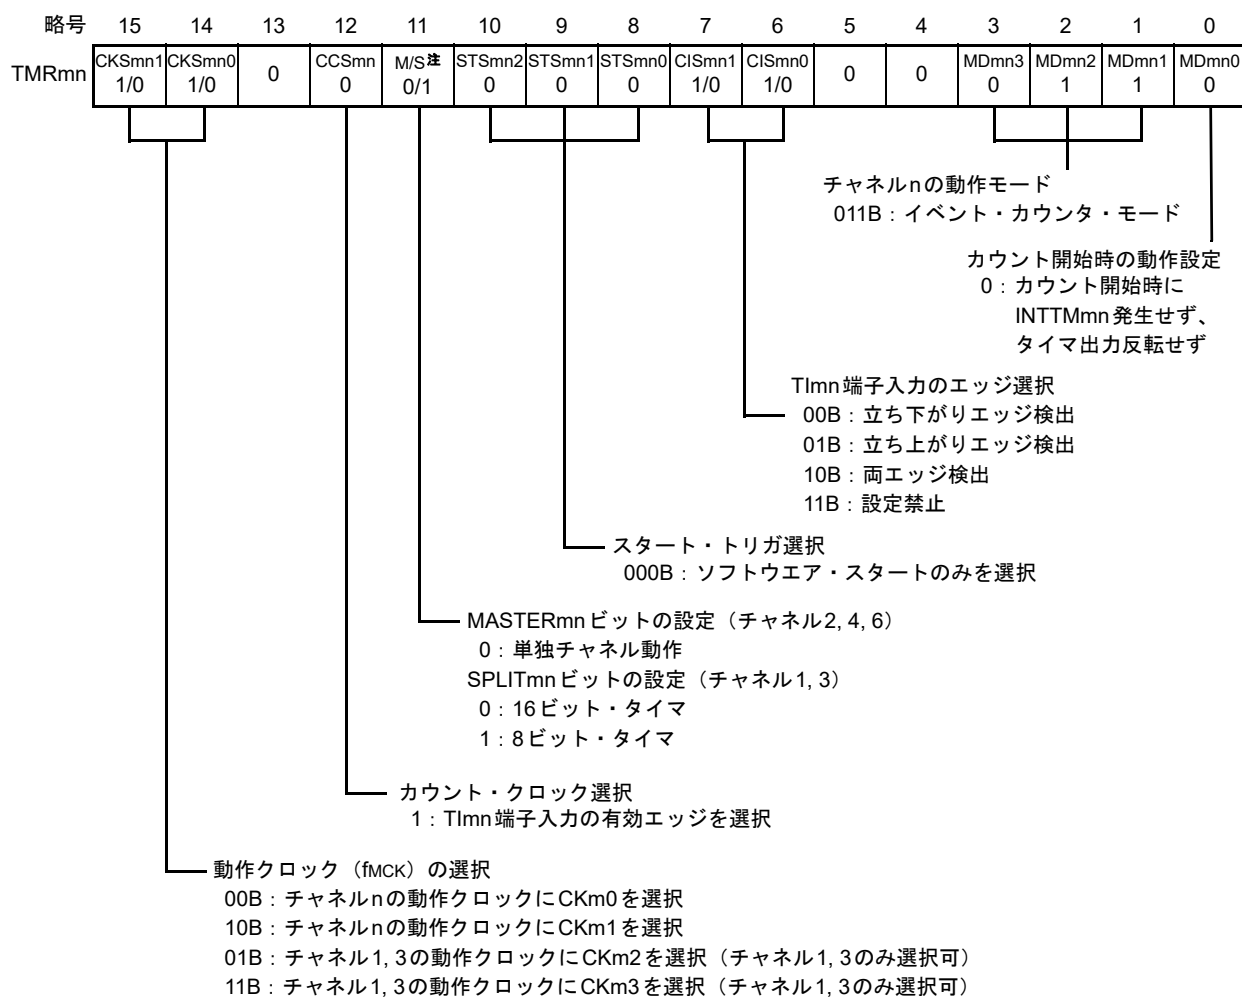 略号 15 14 13 12 11 10 9 8 7 6 5 4 3 2 1 0
TMRmn CKSmn1 CKSmn0 0 CCSmn M/S注 STSmn2 STSmn1 STSmn0 CISmn1 CISmn0 0 0 MDmn3 MDmn2 MDmn1 MDmn0
1/0 1/0 0 0/1 0 0 0 1/0 1/0 0 1 1 0
チャネルnの動作モード
011B：イベント・カウンタ・モード
カウント開始時の動作設定
0：カウント開始時に
INTTMmn発生せず、
タイマ出力反転せず
TImn端子入力のエッジ選択
00B：立ち下がりエッジ検出
01B：立ち上がりエッジ検出
10B：両エッジ検出
11B：設定禁止
スタート・トリガ選択
000B：ソフトウエア・スタートのみを選択
MASTERmnビットの設定（チャネル2, 4, 6）
0：単独チャネル動作
SPLITmnビットの設定（チャネル1, 3）
0：16ビット・タイマ
1：8ビット・タイマ
カウント・クロック選択
1：TImn端子入力の有効エッジを選択
動作クロック（fMCK）の選択
00B：チャネルnの動作クロックにCKm0を選択
10B：チャネルnの動作クロックにCKm1を選択
01B：チャネル1, 3の動作クロックにCKm2を選択（チャネル1, 3のみ選択可）
11B：チャネル1, 3の動作クロックにCKm3を選択（チャネル1, 3のみ選択可）